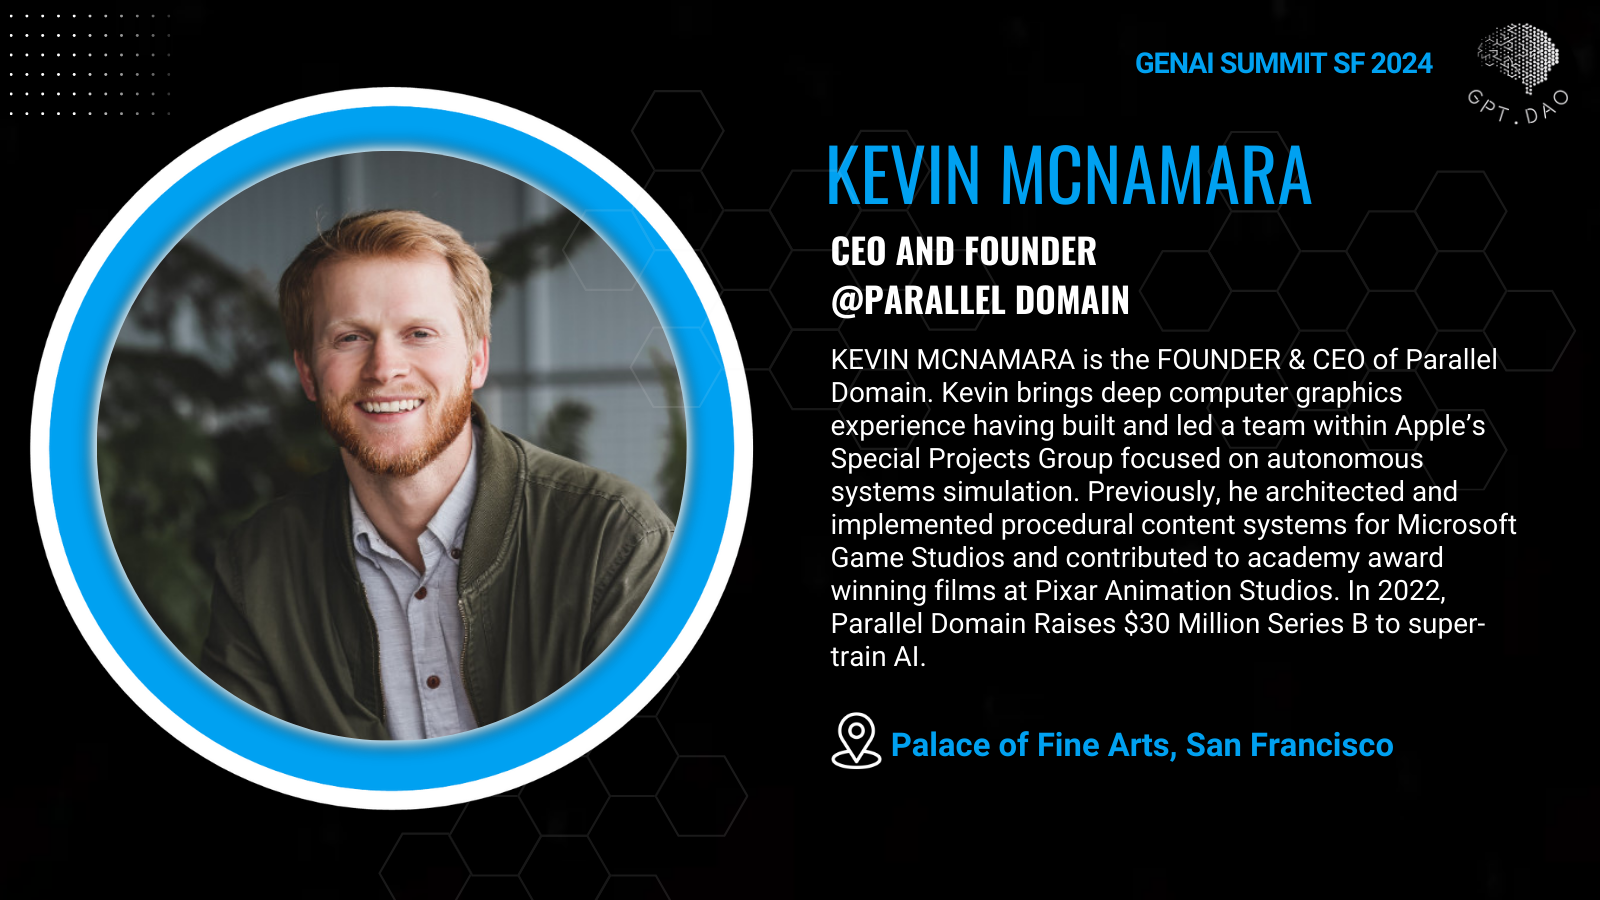 GENAI SUMMIT SF 2024
GPT.DAO
KEVIN MCNAMARA
CEO AND FOUNDER
@PARALLEL DOMAIN
KEVIN MCNAMARA is the FOUNDER & CEO of Parallel
Domain. Kevin brings deep computer graphics
experience having built and led a team within Apple’s
Special Projects Group focused on autonomous
systems simulation. Previously, he architected and
implemented procedural content systems for Microsoft
Game Studios and contributed to academy award
winning films at Pixar Animation Studios. In 2022,
Parallel Domain Raises $30 Million Series B to super-
train AI.
Palace of Fine Arts, San Francisco